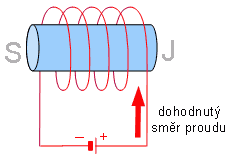 S J
− +
dohodnutý
směr proudu